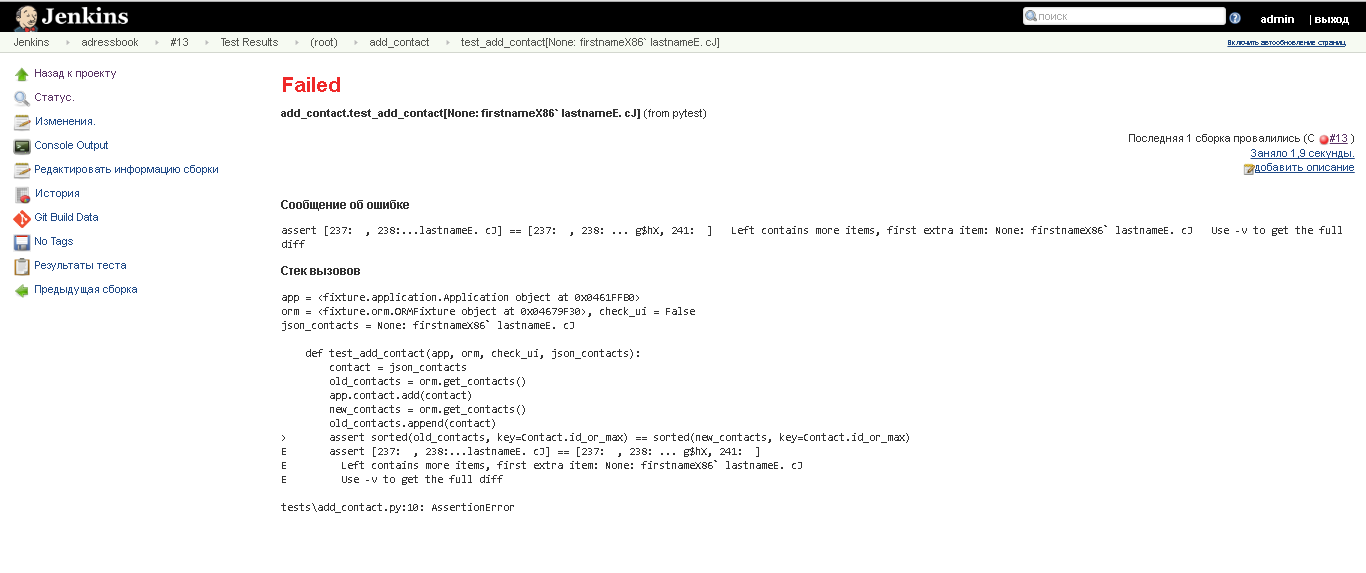 Jenkins
поиск
admin
| выход
Jenkins adressbook #13 Test Results (root) add_contact test_add_contact[None: firstnameX86` lastnameE. cJ]
Включить автообновление страниц
Назад к проекту
Статус.
Изменения.
Console Output
Редактировать информацию сборки
История
Git Build Data
No Tags
Результаты теста
Предыдущая сборка
Failed
add_contact.test_add_contact[None: firstnameX86` lastnameE. cJ] (from pytest)
Последняя 1 сборка провалились (С #13 )
Заняло 1,9 секунды.
добавить описание
Сообщение об ошибке
assert [237:  , 238:...lastnameE. cJ] == [237:  , 238: ... g$hX, 241:  ]   Left contains more items, first extra item: None: firstnameX86` lastnameE. cJ   Use -v to get the full
diff
Стек вызовов
app = <fixture.application.Application object at 0x0461FFB0>
orm = <fixture.orm.ORMFixture object at 0x04679F30>, check_ui = False
json_contacts = None: firstnameX86` lastnameE. cJ
    def test_add_contact(app, orm, check_ui, json_contacts):
        contact = json_contacts
        old_contacts = orm.get_contacts()
        app.contact.add(contact)
        new_contacts = orm.get_contacts()
        old_contacts.append(contact)
>       assert sorted(old_contacts, key=Contact.id_or_max) == sorted(new_contacts, key=Contact.id_or_max)
E       assert [237:  , 238:...lastnameE. cJ] == [237:  , 238: ... g$hX, 241:  ]
E         Left contains more items, first extra item: None: firstnameX86` lastnameE. cJ
E         Use -v to get the full diff
tests\add_contact.py:10: AssertionError